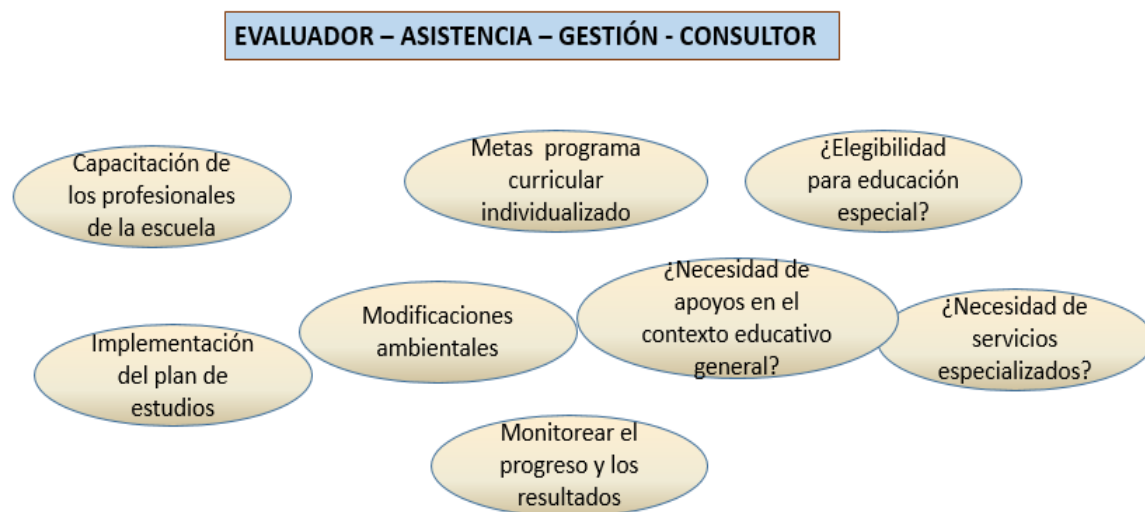 EVALUADOR – ASISTENCIA – GESTIÓN - CONSULTOR
Capacitación de
los profesionales
de la escuela
Metas programa
curricular
individualizado
¿Elegibilidad
para educación
especial?
Implementación
del plan de
estudios
Modificaciones
ambientales
¿Necesidad de
apoyos en el
contexto educativo
general?
¿Necesidad de
servicios
especializados?
Monitorear el
progreso y los
resultados